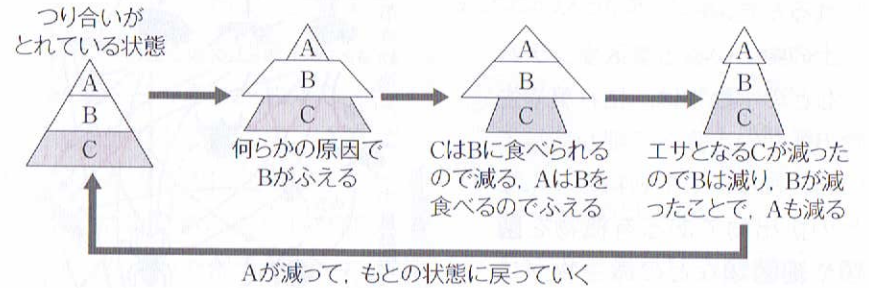 つり合いが
とれている状態
A
B
C
A
B
C
何らかの原因で
Bがふえる
A
B
C
CはBに食べられる
ので減る，AはBを
食べるのでふえる
A
B
C
エサとなるCが減った
のでBは減り，Bが減
ったことで，Aも減る
Aが減って，もとの状態に戻っていく